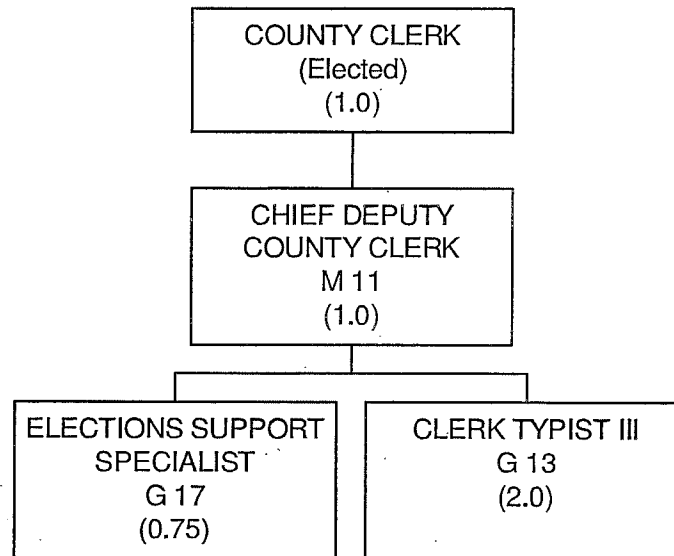 COUNTY CLERK
(Elected)
(1.0)
CHIEF DEPUTY
COUNTY CLERK
M 11
(1.0)
ELECTIONS SUPPORT
SPECIALIST
G 17
(0.75)
CLERK TYPIST III
G 13
(2.0)